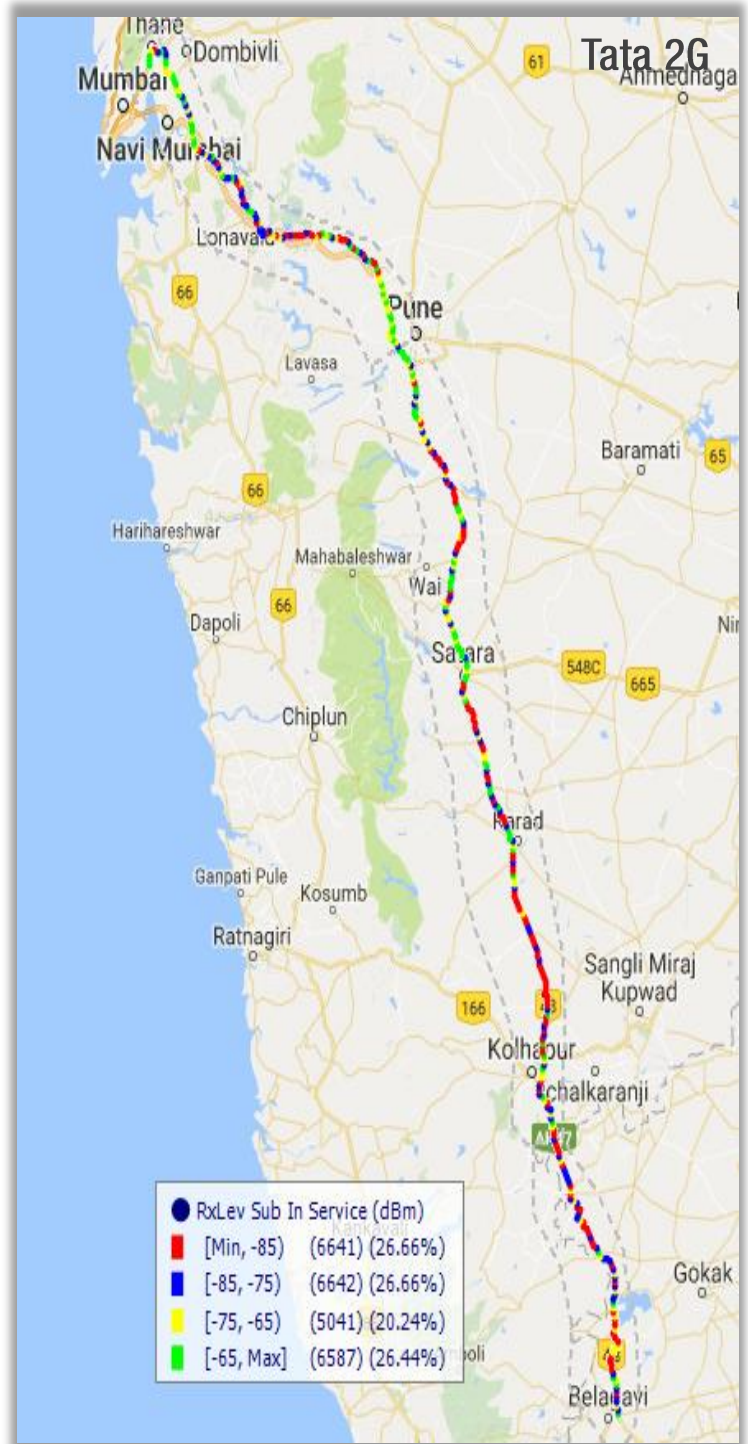 Thane
Dombivli
Tata 2G
61
Ahmednaga
Mumbai
Navi Mumbai
Lonavala
66
Pune
Lavasa
Baramati
65
66
Harihareshwar
Mahabaleshwar
Wai
66
Dapoli
Satara
548C
665
Chiplun
Karad
Ganpati Pule
Kosumb
Ratnagiri
Sangli Miraj
Kupwad
166
Kolhapur
chalkaranji
RxLev Sub In Service (dBm)
[Min, -85) (6641) (26.66%)
[-85, -75) (6642) (26.66%)
[-75, -65) (5041) (20.24%)
[-65, Max] (6587) (26.44%)
Gokak
Belagavi